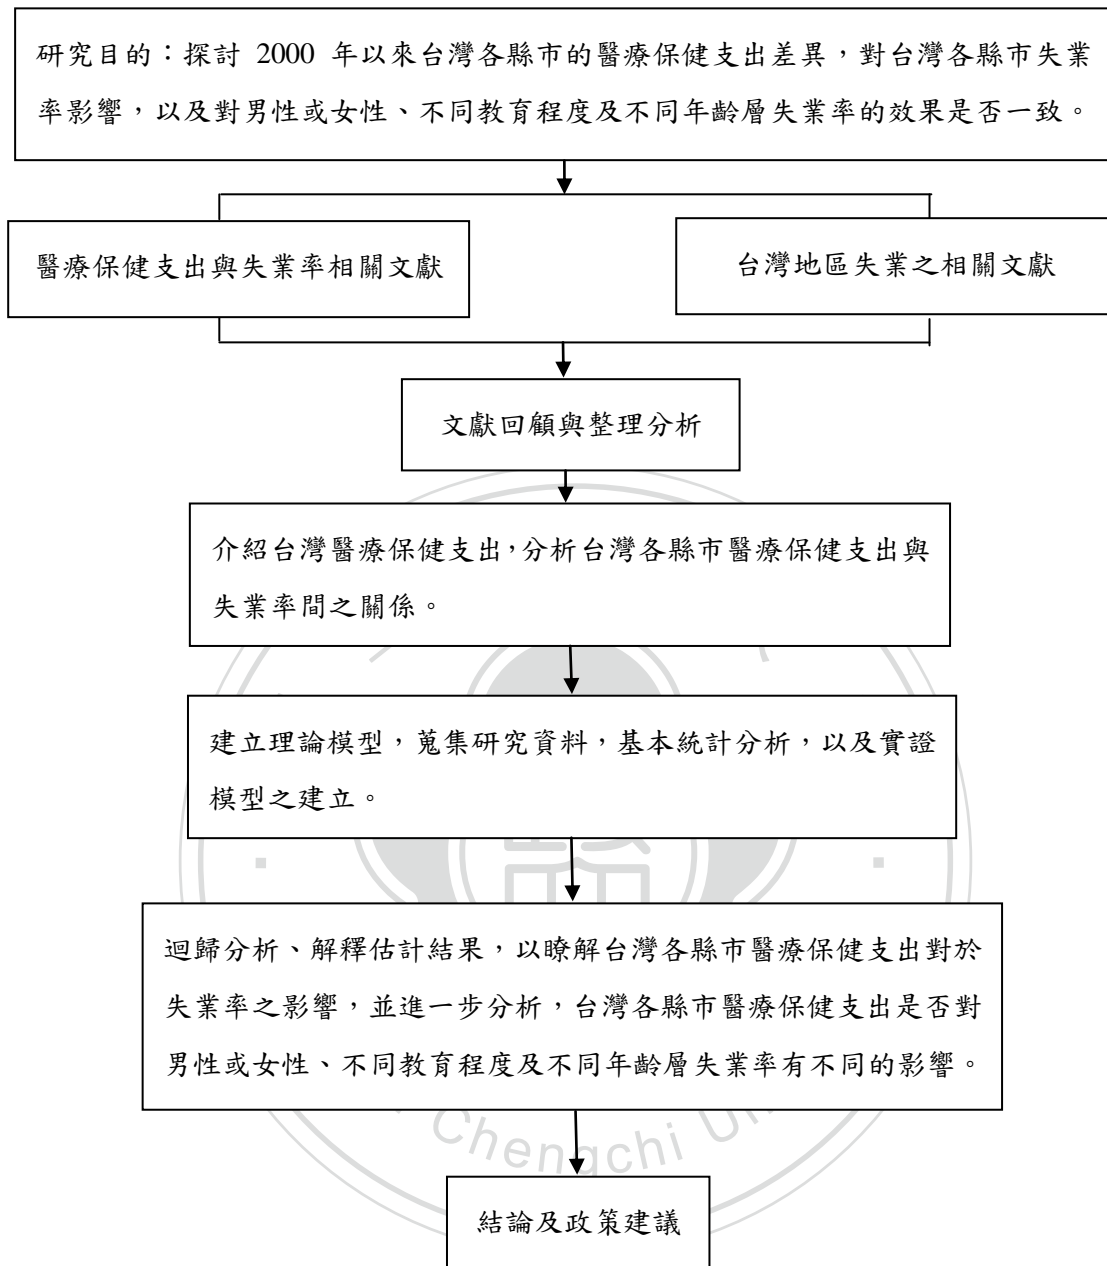 研究目的：探討 2000 年以來台灣各縣市的醫療保健支出差異，對台灣各縣市失業
率影響，以及對男性或女性、不同教育程度及不同年齡層失業率的效果是否一致。
醫療保健支出與失業率相關文獻
台灣地區失業之相關文獻
文獻回顧與整理分析
介紹台灣醫療保健支出，分析台灣各縣市醫療保健支出與
失業率間之關係。
建立理論模型，蒐集研究資料，基本統計分析，以及實證
模型之建立。
迴歸分析、解釋估計結果，以瞭解台灣各縣市醫療保健支出對於
失業率之影響，並進一步分析，台灣各縣市醫療保健支出是否對
男性或女性、不同教育程度及不同年齡層失業率有不同的影響。
Chengchi
結論及政策建議